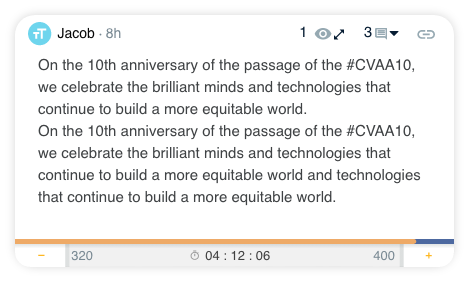 Jacob · 8h 1 3
On the 10th anniversary of the passage of the #CVAA10,
we celebrate the brilliant minds and technologies that
continue to build a more equitable world.
On the 10th anniversary of the passage of the #CVAA10,
we celebrate the brilliant minds and technologies that
continue to build a more equitable world and technologies
that continue to build a more equitable world.
− 320 04 : 12 : 06 400 +